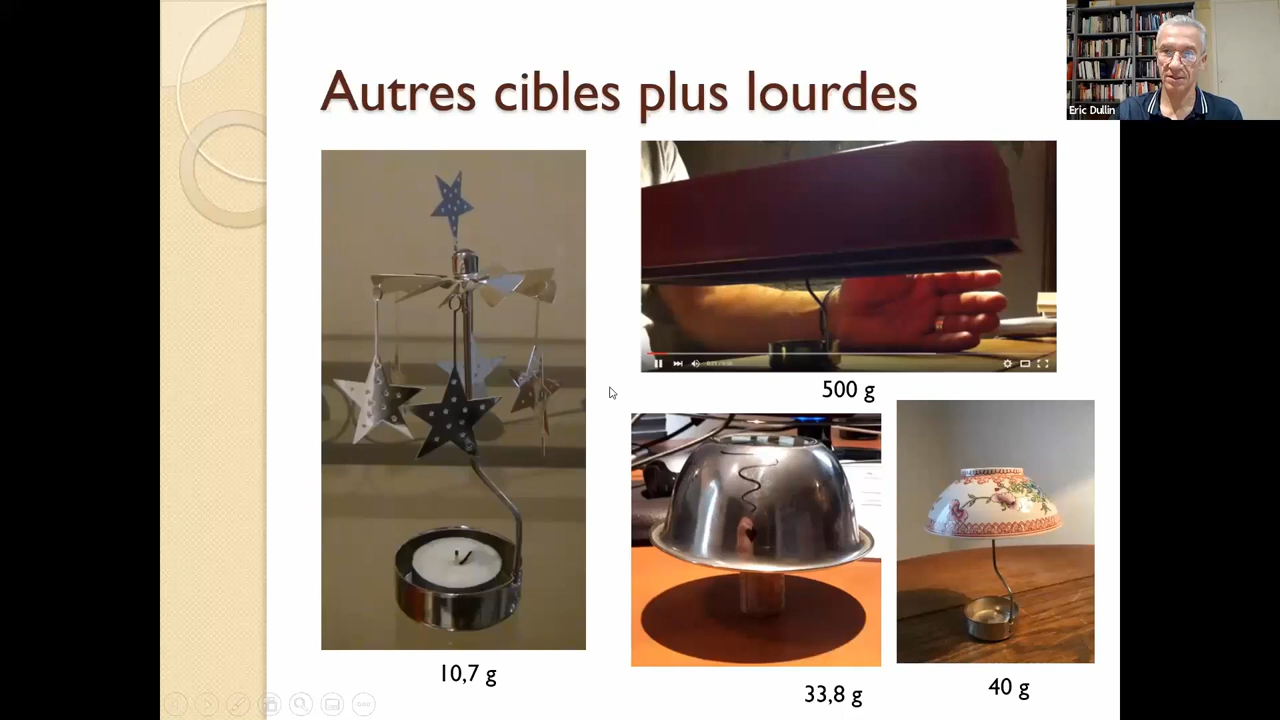 Autres cibles plus lourdes
Eric Dullin
500 g
10,7 g
33,8 g
40 g